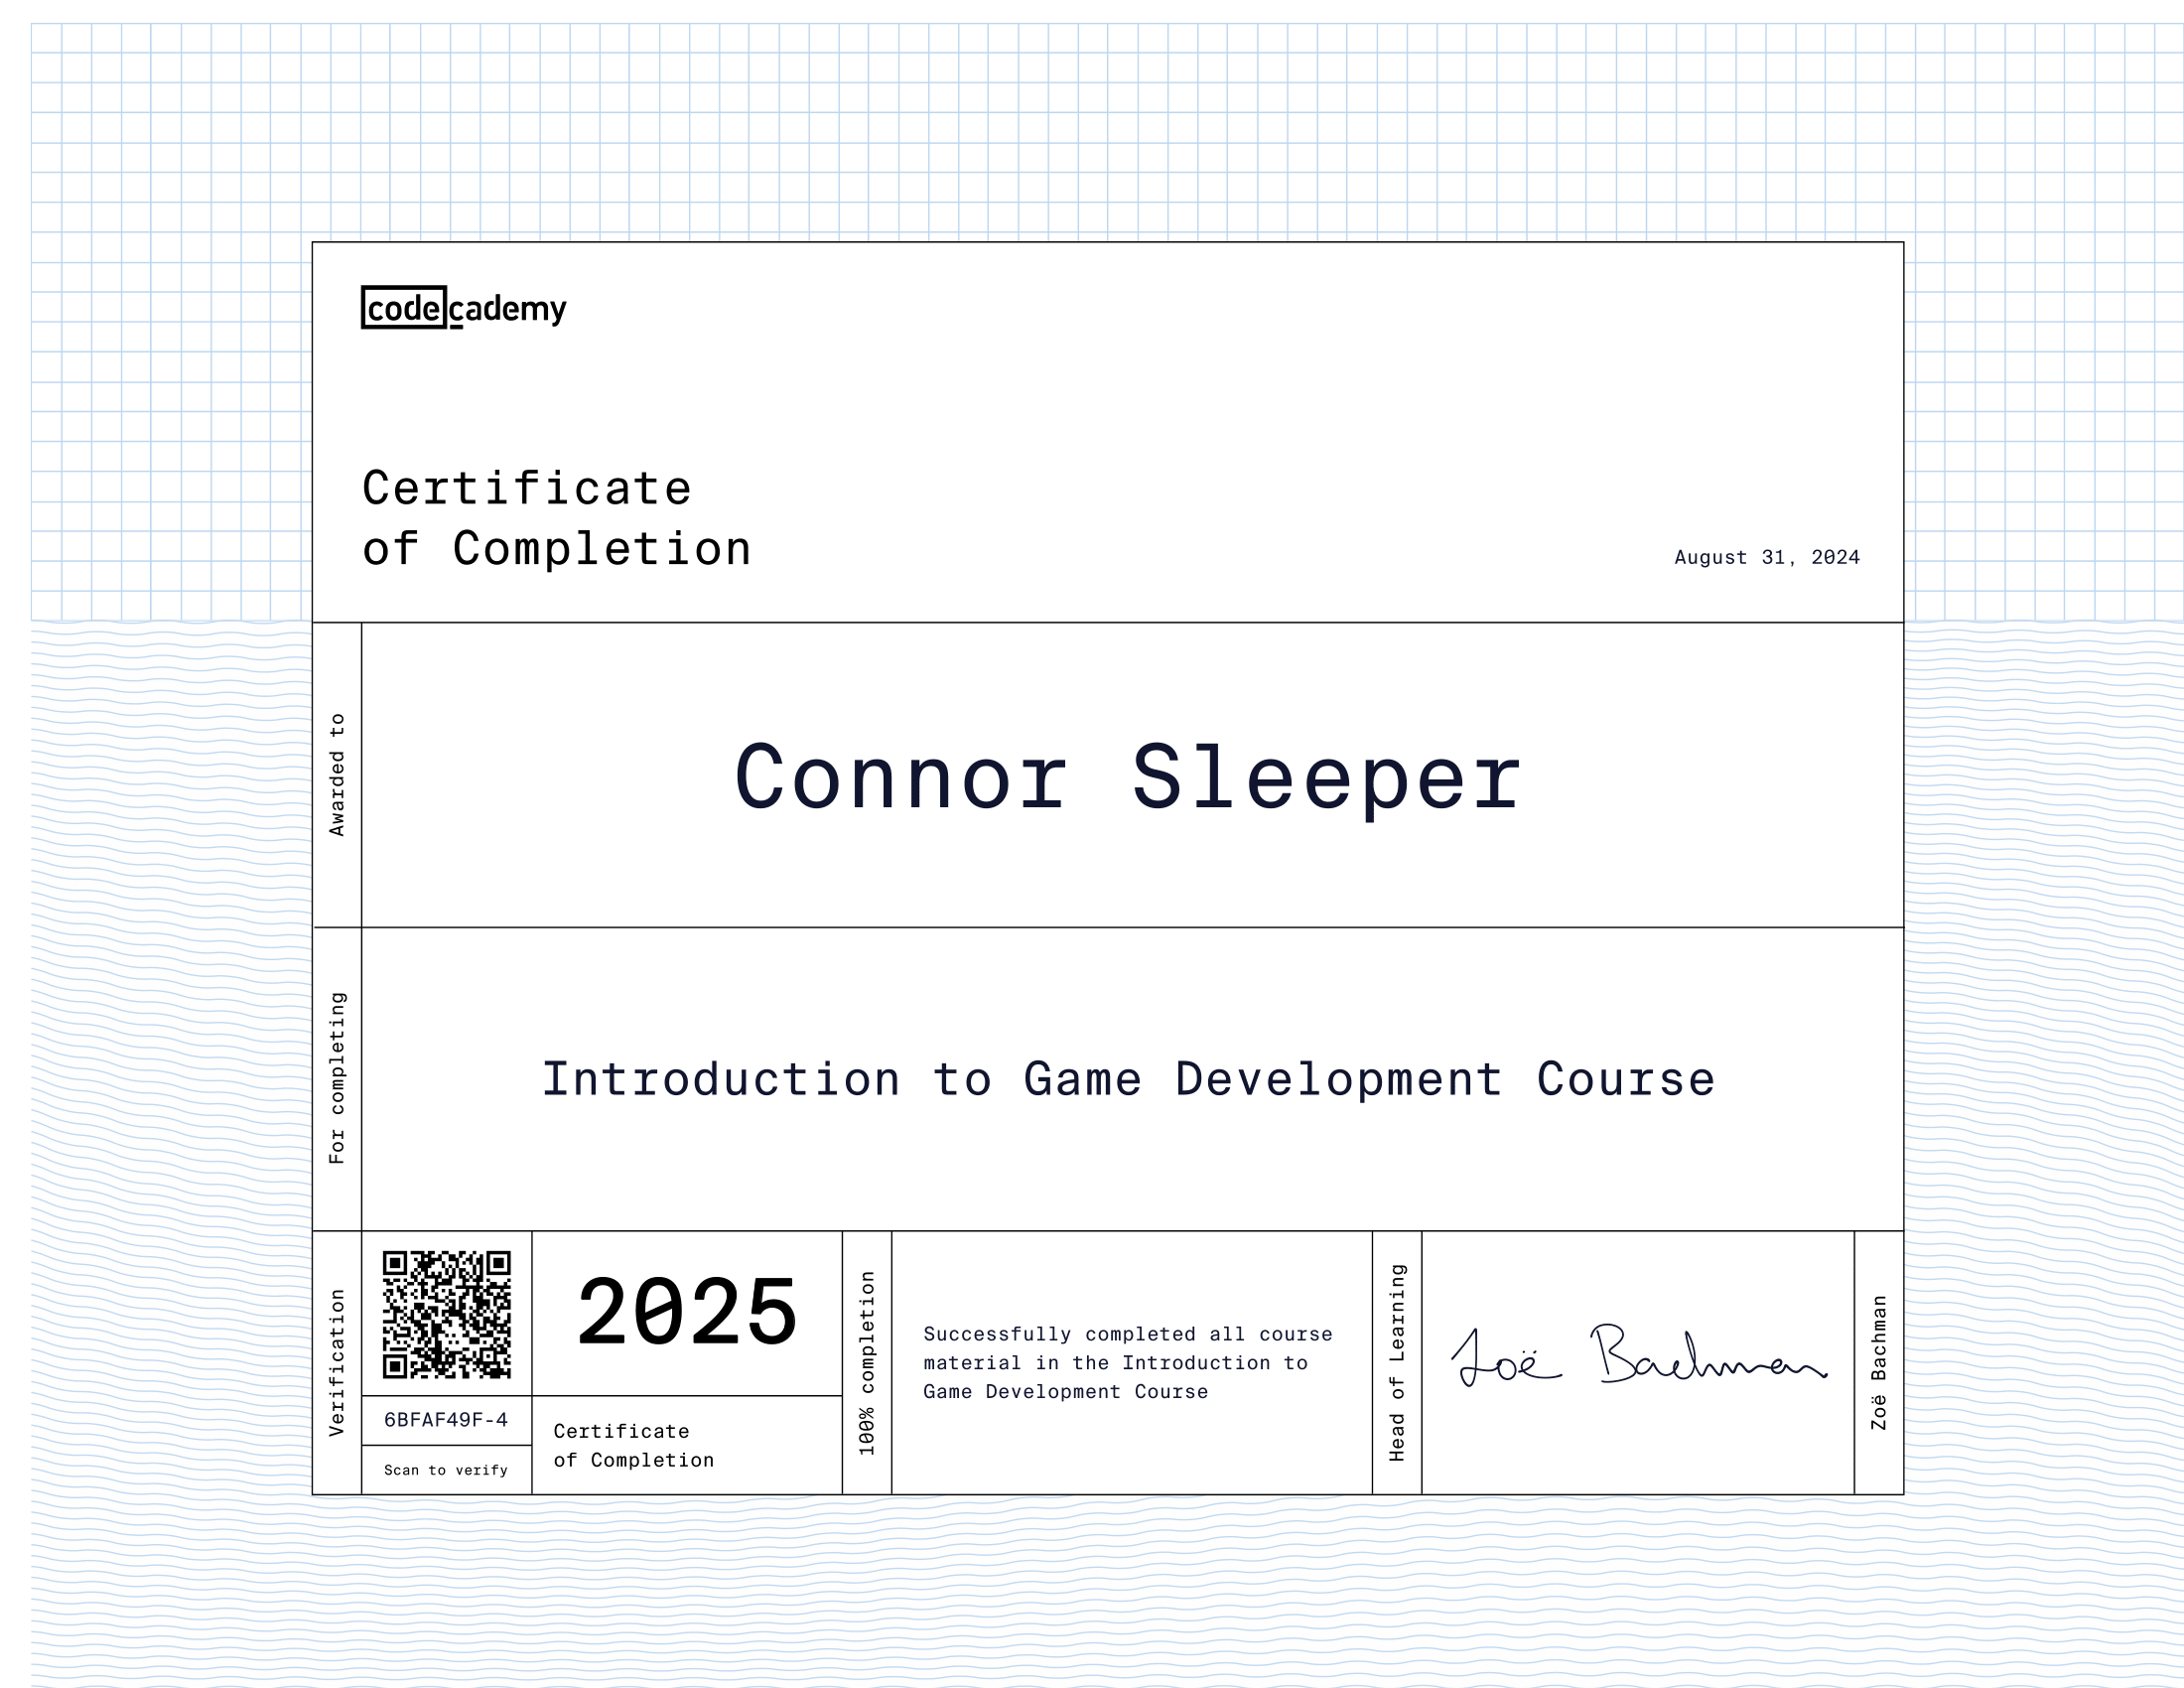 codecademy
Certificate
of Completion
August 31, 2024
Awarded to
Connor Sleeper
For completing
Introduction to Game Development Course
Verification
6BFAF49F-4
Scan to verify
2025
Certificate
of Completion
100% completion
Successfully completed all course
material in the Introduction to
Game Development Course
Head of Learning
Zoë Bachman
Zoë Bachman